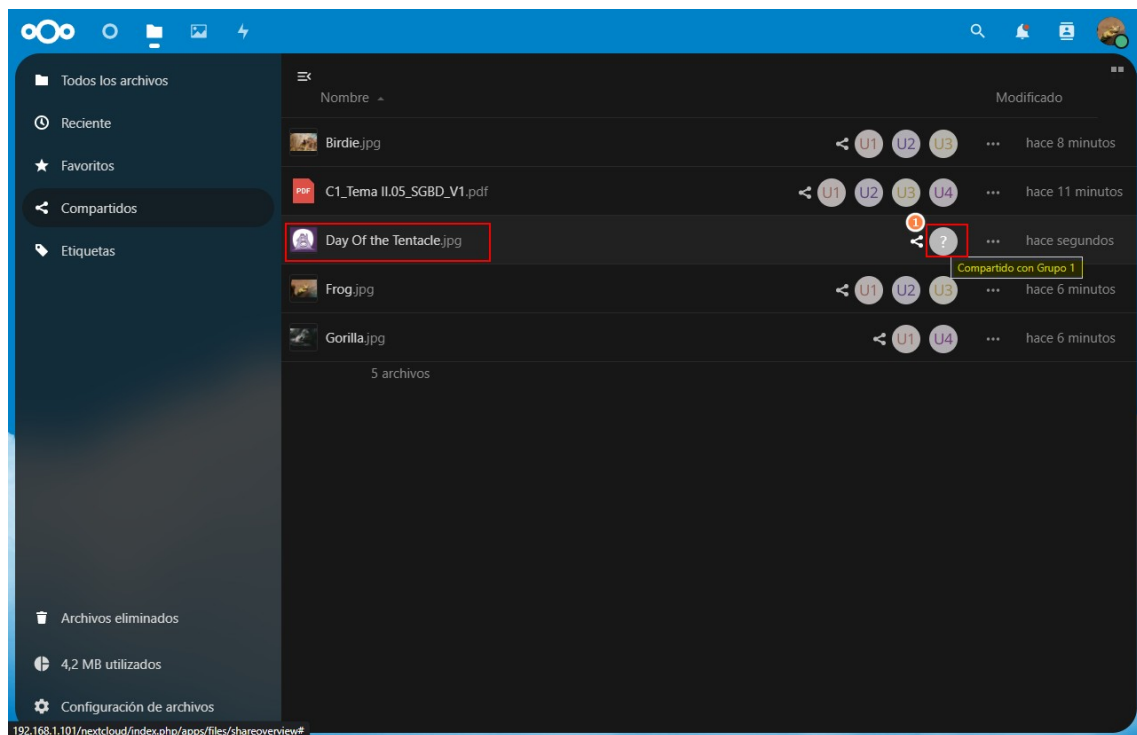 Todos los archivos
Reciente
Favoritos
Compartidos
Etiquetas
Archivos eliminados
4,2 MB utilizados
Configuración de archivos
192.168.1.101/nextcloud/index.php/apps/files/shareoverview#
Nombre Modificado
Birdie.jpg U1 U2 U3 ... hace 8 minutos
PDF C1_Tema II.05_SGBD_V1.pdf U1 U2 U3 U4 ... hace 11 minutos
1
Day Of the Tentacle.jpg ? ... hace segundos
Compartido con Grupo 1
Frog.jpg U1 U2 U3 ... hace 6 minutos
Gorilla.jpg U1 U4 ... hace 6 minutos
5 archivos